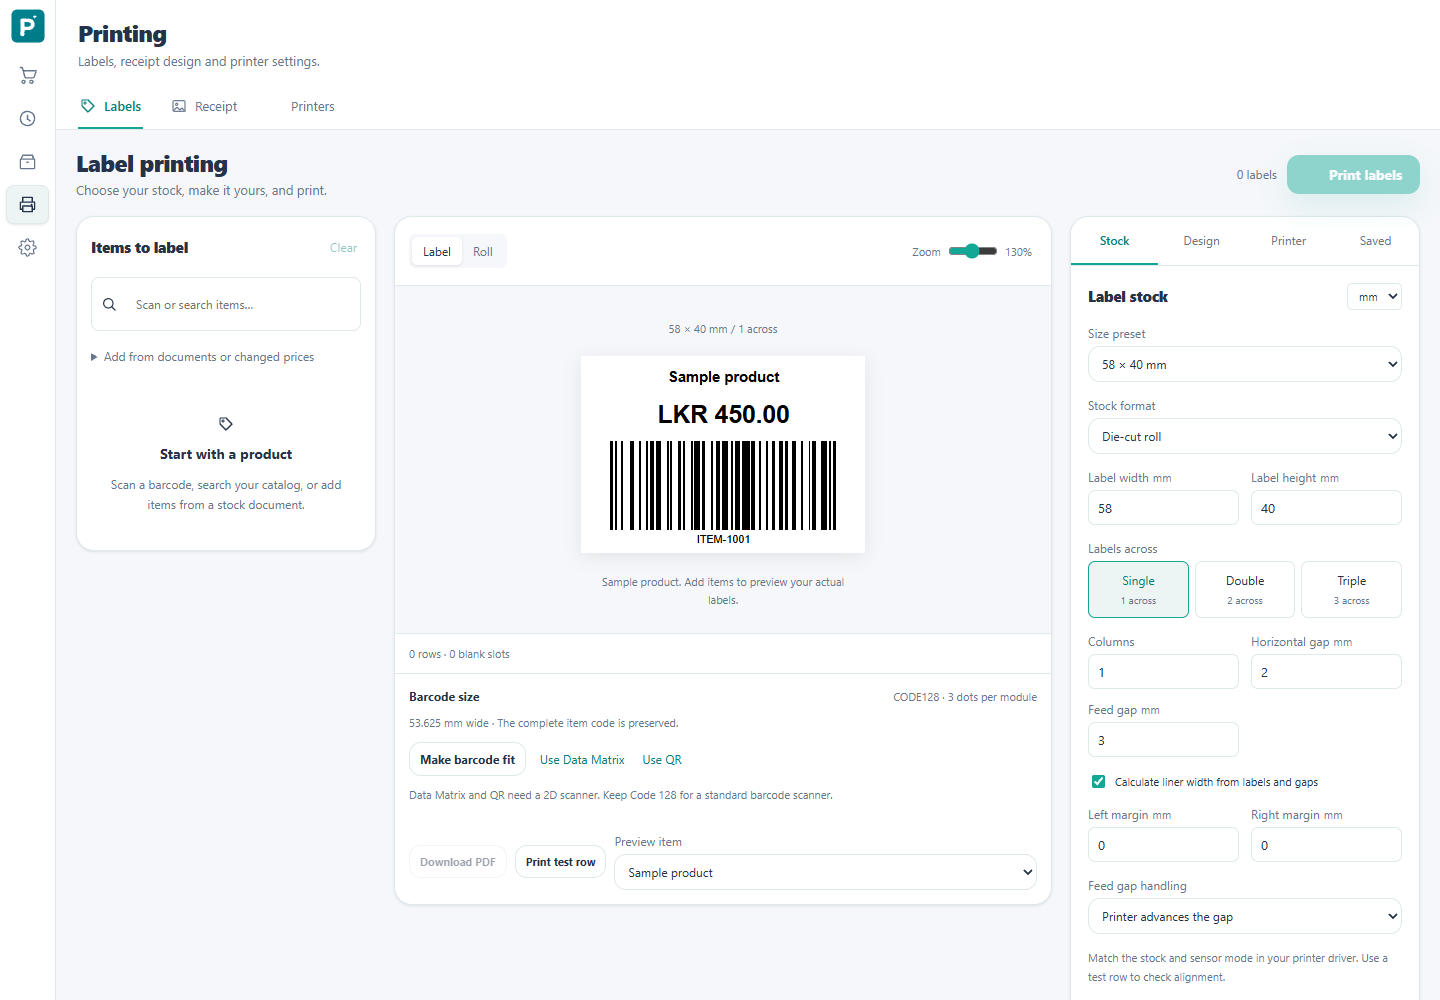 P
Printing
Labels, receipt design and printer settings.
Labels
Receipt
Printers
Label printing
Choose your stock, make it yours, and print.
0 labels
Print labels
Items to label
Clear
Scan or search items...
Add from documents or changed prices
Start with a product
Scan a barcode, search your catalog, or add
items from a stock document.
Label
Roll
Zoom
130%
58 × 40 mm / 1 across
Sample product
LKR 450.00
ITEM-1001
Sample product. Add items to preview your actual
labels.
0 rows · 0 blank slots
Barcode size
CODE128 · 3 dots per module
53.625 mm wide · The complete item code is preserved.
Make barcode fit
Use Data Matrix
Use QR
Data Matrix and QR need a 2D scanner. Keep Code 128 for a standard barcode scanner.
Download PDF
Print test row
Preview item
Sample product
Stock
Design
Printer
Saved
Label stock
mm
Size preset
58 × 40 mm
Stock format
Die-cut roll
Label width mm
Label height mm
58
40
Labels across
Single
1 across
Double
2 across
Triple
3 across
Columns
Horizontal gap mm
1
2
Feed gap mm
3
Calculate liner width from labels and gaps
Left margin mm
Right margin mm
0
0
Feed gap handling
Printer advances the gap
Match the stock and sensor mode in your printer driver. Use a
test row to check alignment.